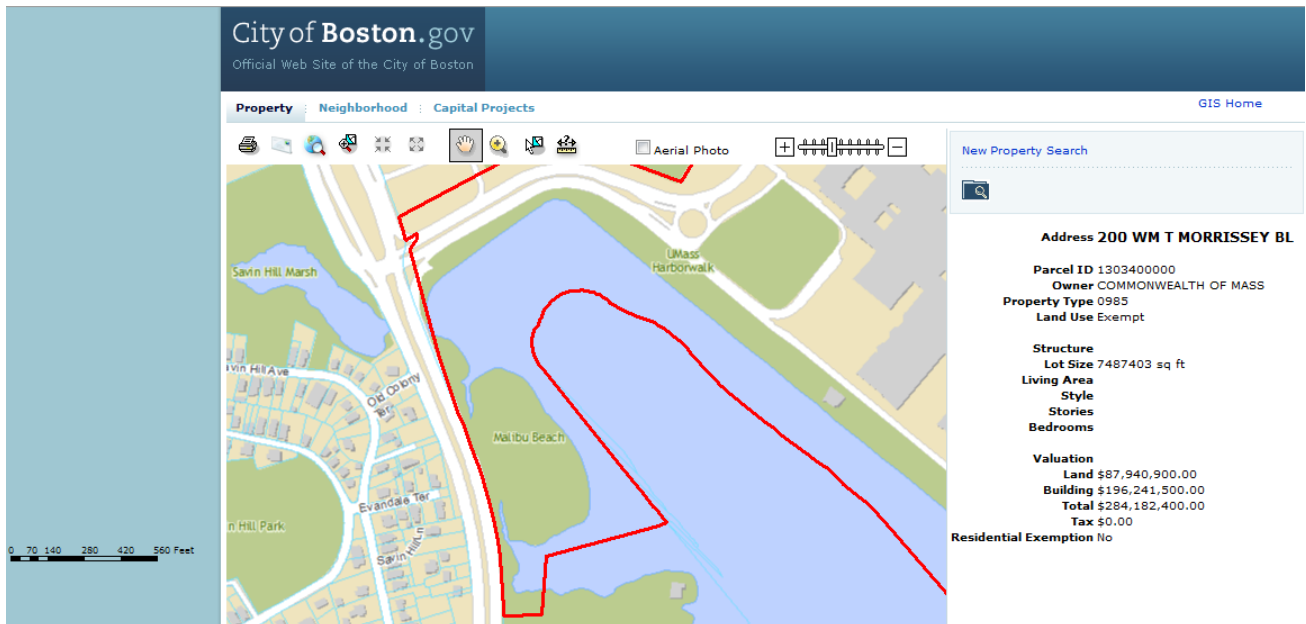 City of Boston.gov
Official Web Site of the City of Boston
Property Neighborhood Capital Projects
GIS Home
Aerial Photo
New Property Search
Address 200 WM T MORRISSEY BL
Parcel ID 1303400000
Owner COMMONWEALTH OF MASS
Property Type 0985
Land Use Exempt
Structure
Lot Size 7487403 sq ft
Living Area
Style
Stories
Bedrooms
Valuation
Land $87,940,900.00
Building $196,241,500.00
Total $284,182,400.00
Tax $0.00
Residential Exemption No
UMass
Harborwalk
Savin Hill Marsh
avin Hill Ave
Old Colony
Ter
Malibu Beach
Evandale Ter
n Hill Park
Savin Hill Ln
0 70 140 280 420 560 Feet